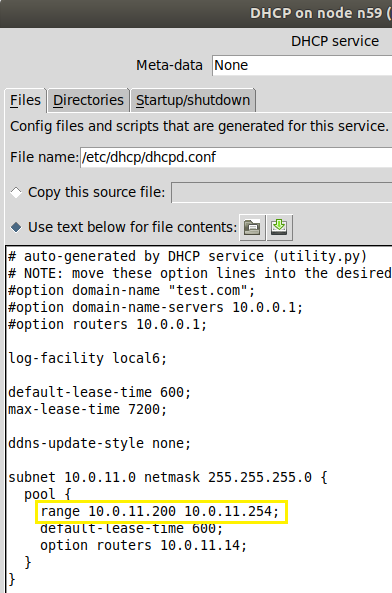 DHCP on node n59 (
DHCP service
Meta-data None
Files Directories Startup/shutdown
Config files and scripts that are generated for this service.
File name: /etc/dhcp/dhcpd.conf
Copy this source file:
Use text below for file contents:
# auto-generated by DHCP service (utility.py)
# NOTE: move these option lines into the desired
#option domain-name "test.com";
#option domain-name-servers 10.0.0.1;
#option routers 10.0.0.1;
log-facility local6;
default-lease-time 600;
max-lease-time 7200;
ddns-update-style none;
subnet 10.0.11.0 netmask 255.255.255.0 {
pool {
range 10.0.11.200 10.0.11.254;
default-lease-time 600;
option routers 10.0.11.14;
}
}